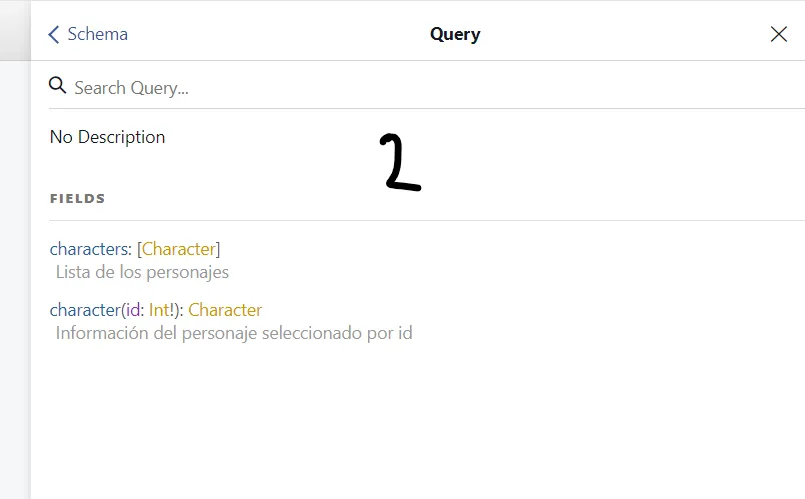 Schema
Query
Search Query...
No Description
2
FIELDS
characters: [Character]
Lista de los personajes
character(id: Int!): Character
Información del personaje seleccionado por id